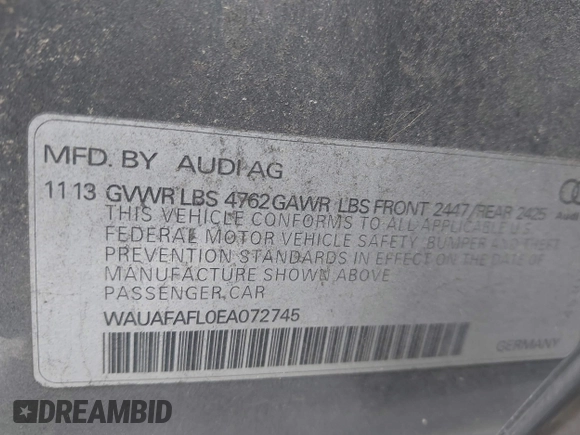 MFD. BY AUDI AG
11 13 GVWR LBS 4762 GAWR LBS FRONT 2447/REAR 2425
THIS VEHICLE CONFORMS TO ALL APPLICABLE U.S.
FEDERAL MOTOR VEHICLE SAFETY, BUMPER AND THEFT
PREVENTION STANDARDS IN EFFECT ON THE DATE OF
MANUFACTURE SHOWN ABOVE
PASSENGER CAR
WAUAFAFL0EA072745
GERMANY
DREAMBID